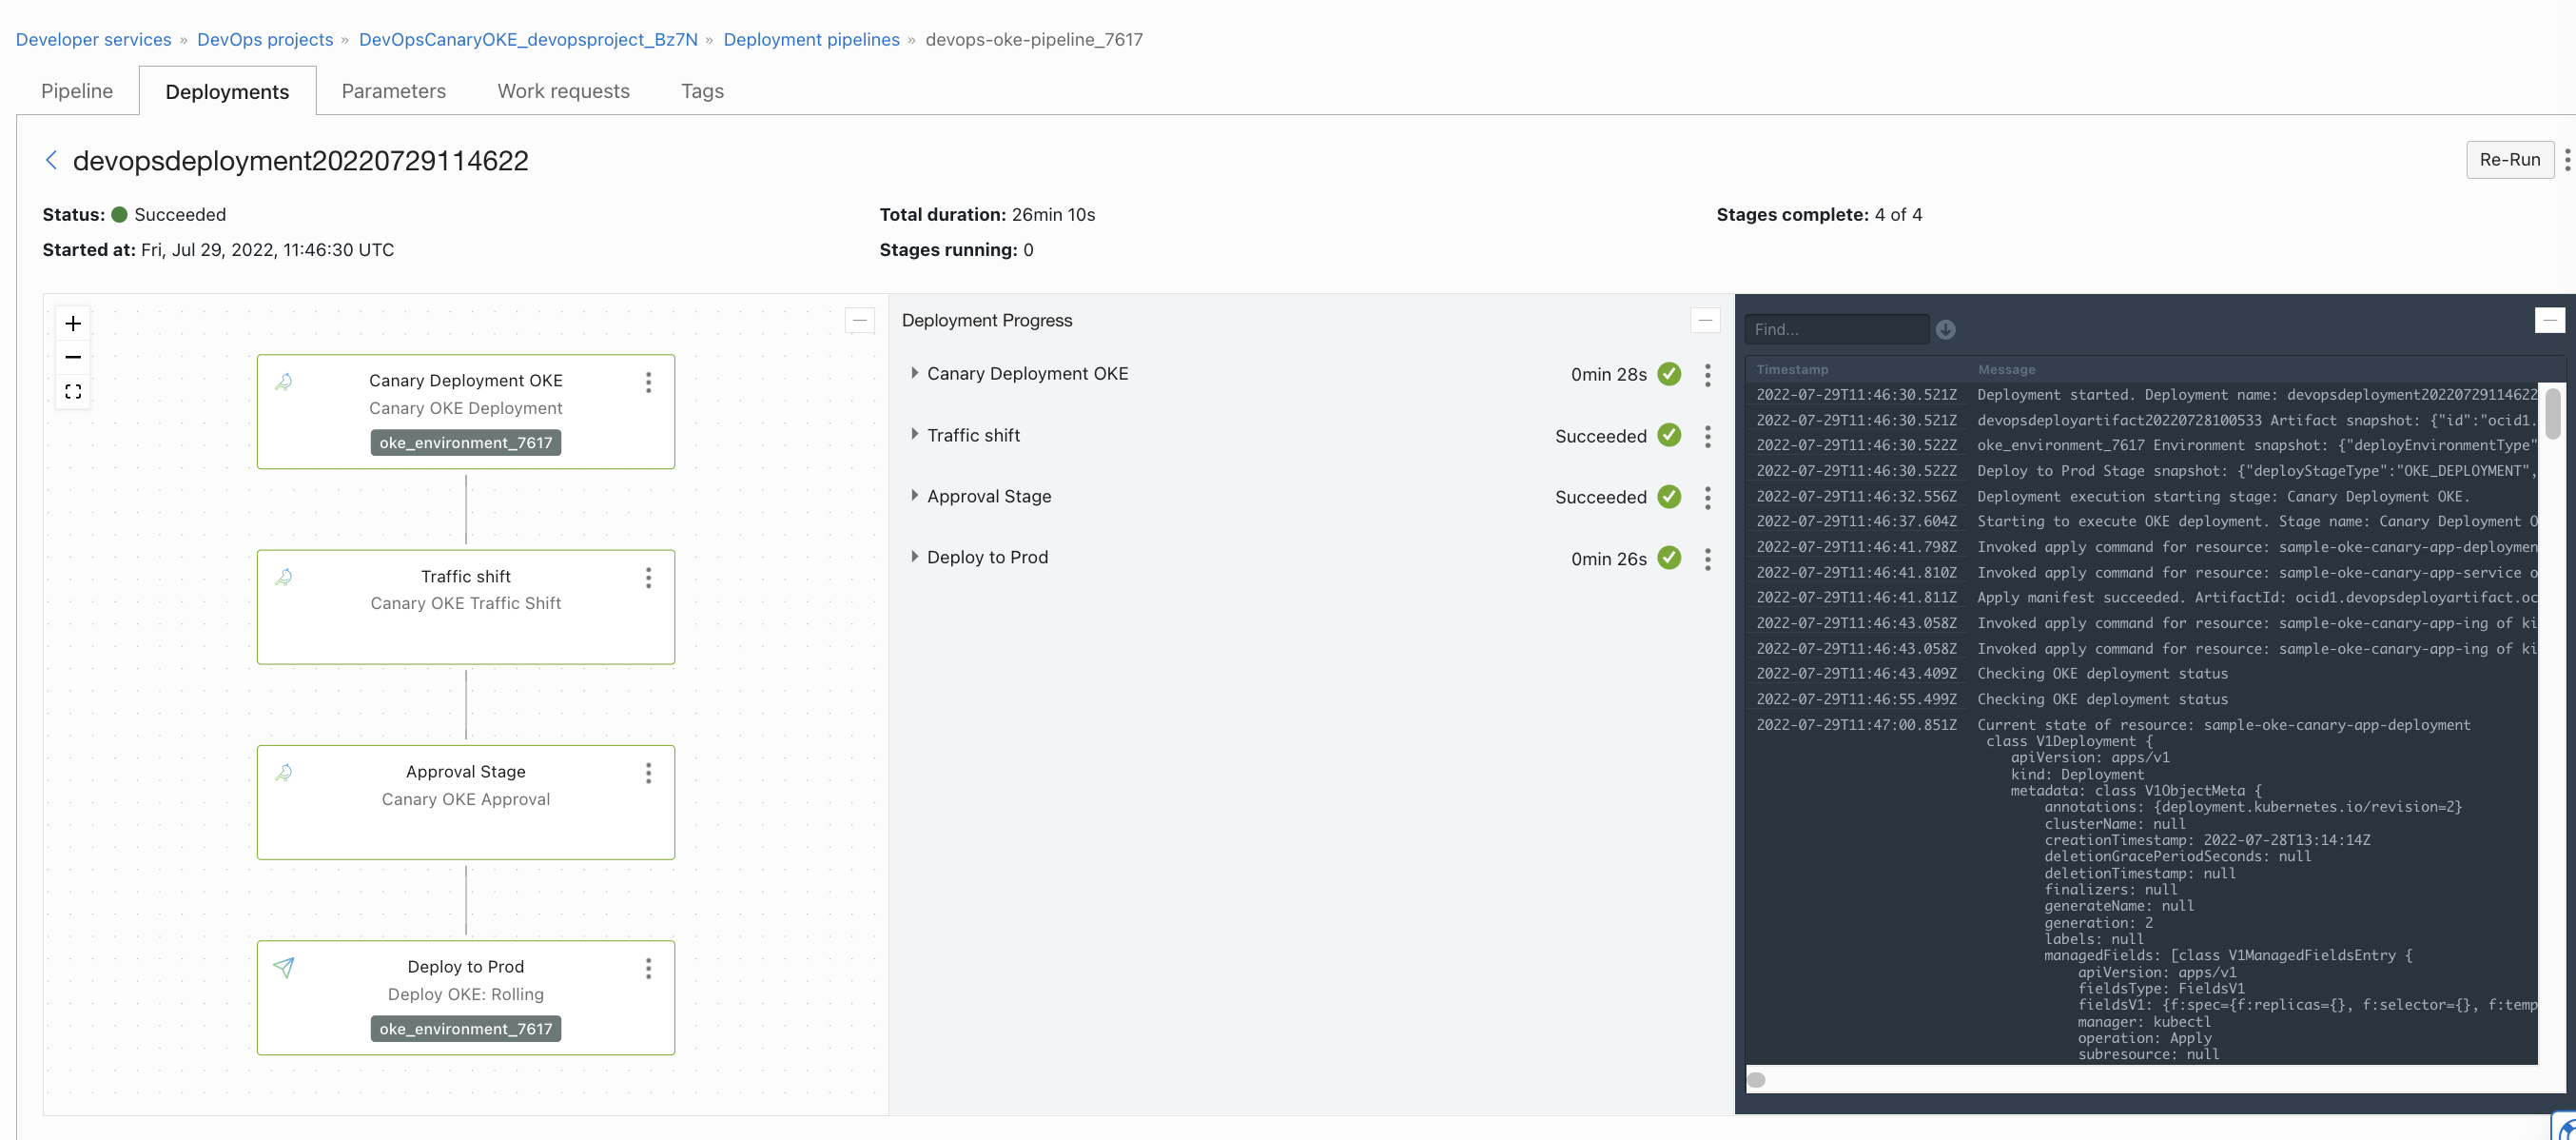 Developer services » DevOps projects » DevOpsCanaryOKE_devopsproject_Bz7N » Deployment pipelines » devops-oke-pipeline_7617
Pipeline Deployments Parameters Work requests Tags
devopsdeployment20220729114622
Re-Run
Status: Succeeded
Total duration: 26min 10s
Stages complete: 4 of 4
Started at: Fri, Jul 29, 2022, 11:46:30 UTC
Stages running: 0
Canary Deployment OKE
Canary OKE Deployment
oke_environment_7617
Traffic shift
Canary OKE Traffic Shift
Approval Stage
Canary OKE Approval
Deploy to Prod
Deploy OKE: Rolling
oke_environment_7617
Deployment Progress
Canary Deployment OKE 0min 28s
Traffic shift Succeeded
Approval Stage Succeeded
Deploy to Prod 0min 26s
Find...
Timestamp Message
2022-07-29T11:46:30.521Z Deployment started. Deployment name: devopsdeployment20220729114622
2022-07-29T11:46:30.521Z devopsdeployartifact20220728100533 Artifact snapshot: {"id":"ocid1.
2022-07-29T11:46:30.522Z oke_environment_7617 Environment snapshot: {"deployEnvironmentType"
2022-07-29T11:46:30.522Z Deploy to Prod Stage snapshot: {"deployStageType":"OKE_DEPLOYMENT",
2022-07-29T11:46:32.556Z Deployment execution starting stage: Canary Deployment OKE.
2022-07-29T11:46:37.604Z Starting to execute OKE deployment. Stage name: Canary Deployment O
2022-07-29T11:46:41.798Z Invoked apply command for resource: sample-oke-canary-app-deploymen
2022-07-29T11:46:41.810Z Invoked apply command for resource: sample-oke-canary-app-service o
2022-07-29T11:46:41.811Z Apply manifest succeeded. ArtifactId: ocid1.devopsdeployartifact.oc
2022-07-29T11:46:43.058Z Invoked apply command for resource: sample-oke-canary-app-ing of ki
2022-07-29T11:46:43.058Z Invoked apply command for resource: sample-oke-canary-app-ing of ki
2022-07-29T11:46:43.409Z Checking OKE deployment status
2022-07-29T11:46:55.499Z Checking OKE deployment status
2022-07-29T11:47:00.851Z Current state of resource: sample-oke-canary-app-deployment
class V1Deployment {
apiVersion: apps/v1
kind: Deployment
metadata: class V1ObjectMeta {
annotations: {deployment.kubernetes.io/revision=2}
clusterName: null
creationTimestamp: 2022-07-28T13:14:14Z
deletionGracePeriodSeconds: null
deletionTimestamp: null
finalizers: null
generateName: null
generation: 2
labels: null
managedFields: [class V1ManagedFieldsEntry {
apiVersion: apps/v1
fieldsType: FieldsV1
fieldsV1: {f:spec={f:replicas={}, f:selector={}, f:temp
manager: kubectl
operation: Apply
subresource: null